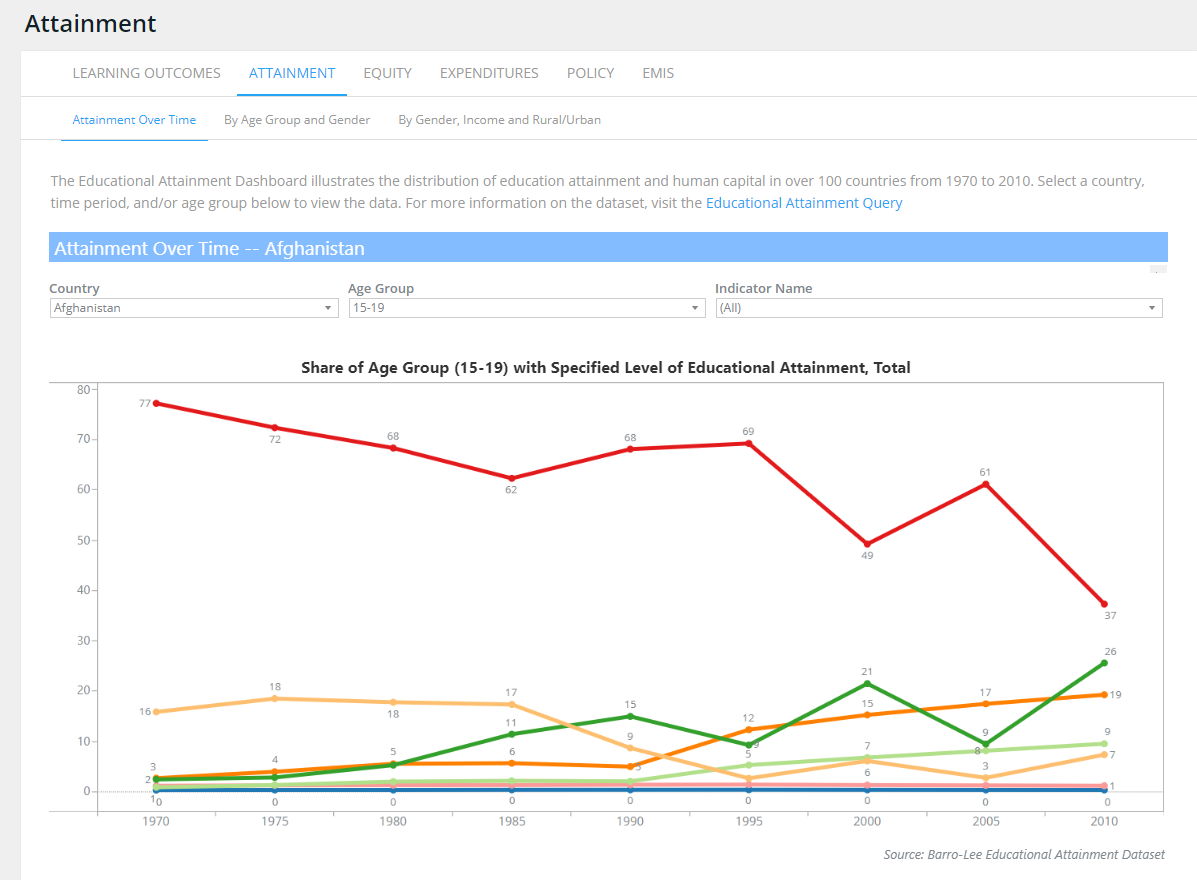 Attainment
LEARNING OUTCOMES ATTAINMENT EQUITY EXPENDITURES POLICY EMIS
Attainment Over Time By Age Group and Gender By Gender, Income and Rural/Urban
The Educational Attainment Dashboard illustrates the distribution of education attainment and human capital in over 100 countries from 1970 to 2010. Select a country,
time period, and/or age group below to view the data. For more information on the dataset, visit the Educational Attainment Query
Attainment Over Time -- Afghanistan
Country Age Group Indicator Name
Afghanistan 15-19 (All)
Share of Age Group (15-19) with Specified Level of Educational Attainment, Total
80
77
70
72 68 62 68 69
60
61
50
49
40
37
30
26
20
16 18 18 17 15 12 21 15 17 19
10
3 4 5 11 6 9 5 9 5 7 6 9 8 3 9 7
2
1
0
1
0 0 0 0 0 0 0 0 0
1970 1975 1980 1985 1990 1995 2000 2005 2010
Source: Barro-Lee Educational Attainment Dataset